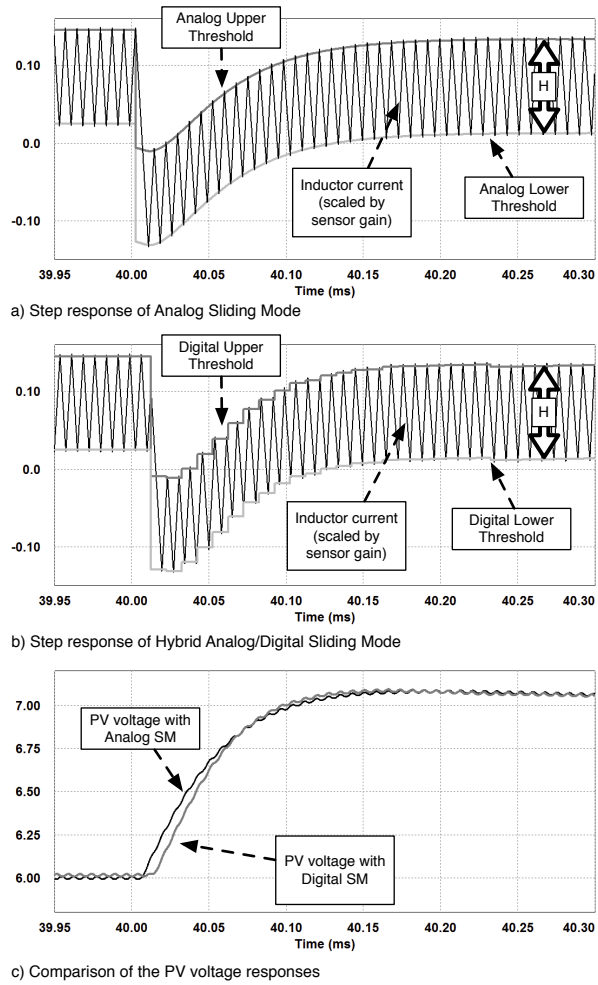 Analog Upper
Threshold
0.10
0.0
-0.10
H
Inductor current
(scaled by
sensor gain)
Analog Lower
Threshold
39.95 40.00 40.05 40.10 40.15 40.20 40.25 40.30
Time (ms)
a) Step response of Analog Sliding Mode
Digital Upper
Threshold
0.10
0.0
-0.10
H
Inductor current
(scaled by
sensor gain)
Digital Lower
Threshold
39.95 40.00 40.05 40.10 40.15 40.20 40.25 40.30
Time (ms)
b) Step response of Hybrid Analog/Digital Sliding Mode
7.00
6.75
6.50
6.25
6.00
PV voltage with
Analog SM
PV voltage with
Digital SM
39.95 40.00 40.05 40.10 40.15 40.20 40.25 40.30
Time (ms)
c) Comparison of the PV voltage responses